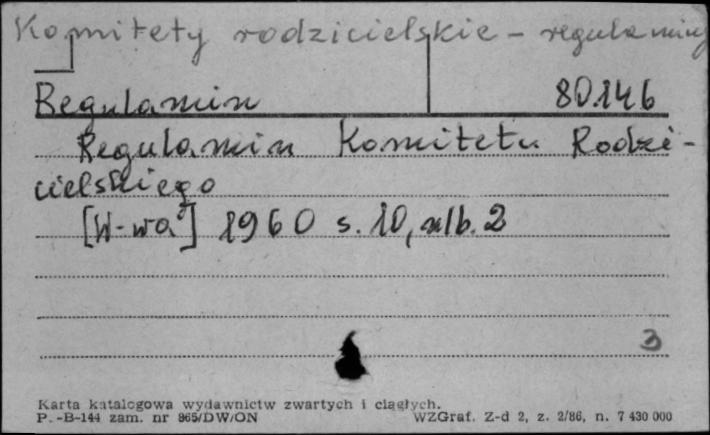 Komitety rodzicielskie - regulaminy
Regulamin 80146
Regulamin Komitetu Rodzi-
cielskiego
[W-wa] 1960 s. 10, nlb. 2
3
Karta katalogowa wydawnictw zwartych i ciągłych.
P. -B-144 zam. nr 865/DW/ON WZGraf. Z-d 2, z. 2/86, n. 7 430 000